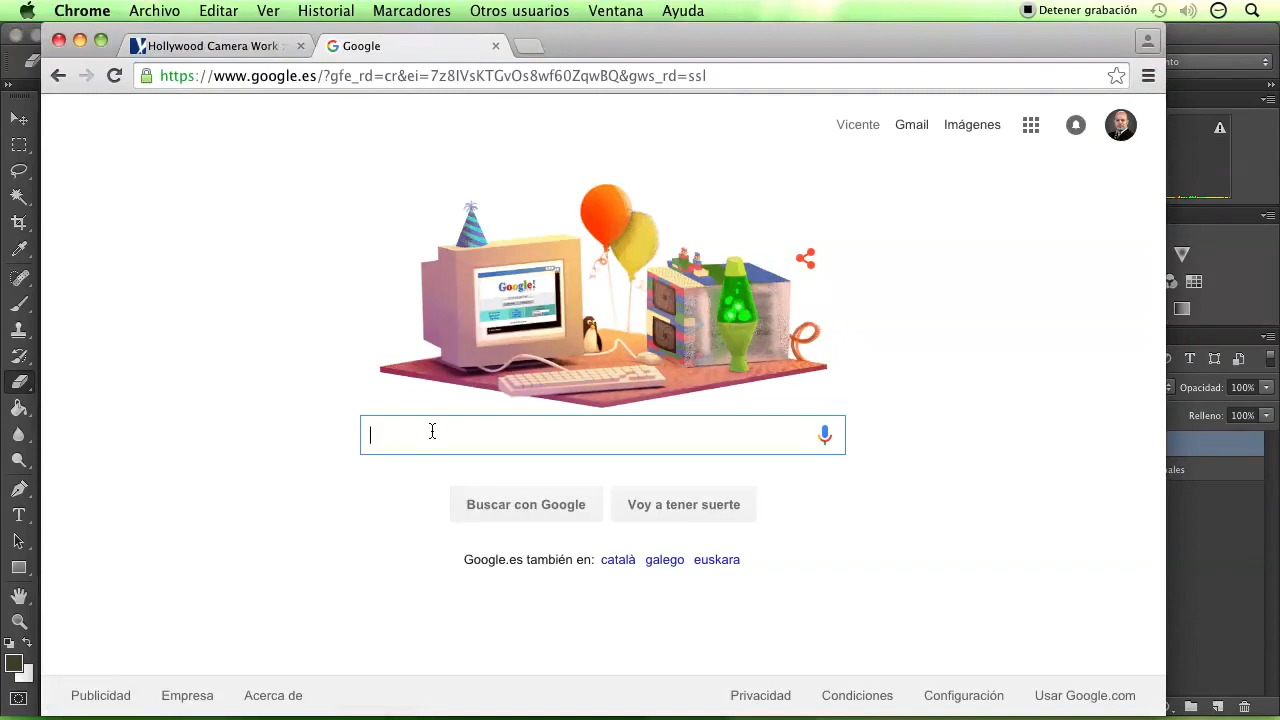 Chrome Archivo Editar Ver Historial Marcadores Otros usuarios Ventana Ayuda Detener grabación
Hollywood Camera Work Google
https://www.google.es/?gfe_rd=cr&ei=7z8IVsKTGvOs8wf60ZqwBQ&gws_rd=ssl
Vicente Gmail Imágenes
Google!
Opacidad: 100%
Relleno: 100%
Buscar con Google Voy a tener suerte
Google.es también en: català galego euskara
Publicidad Empresa Acerca de Privacidad Condiciones Configuración Usar Google.com